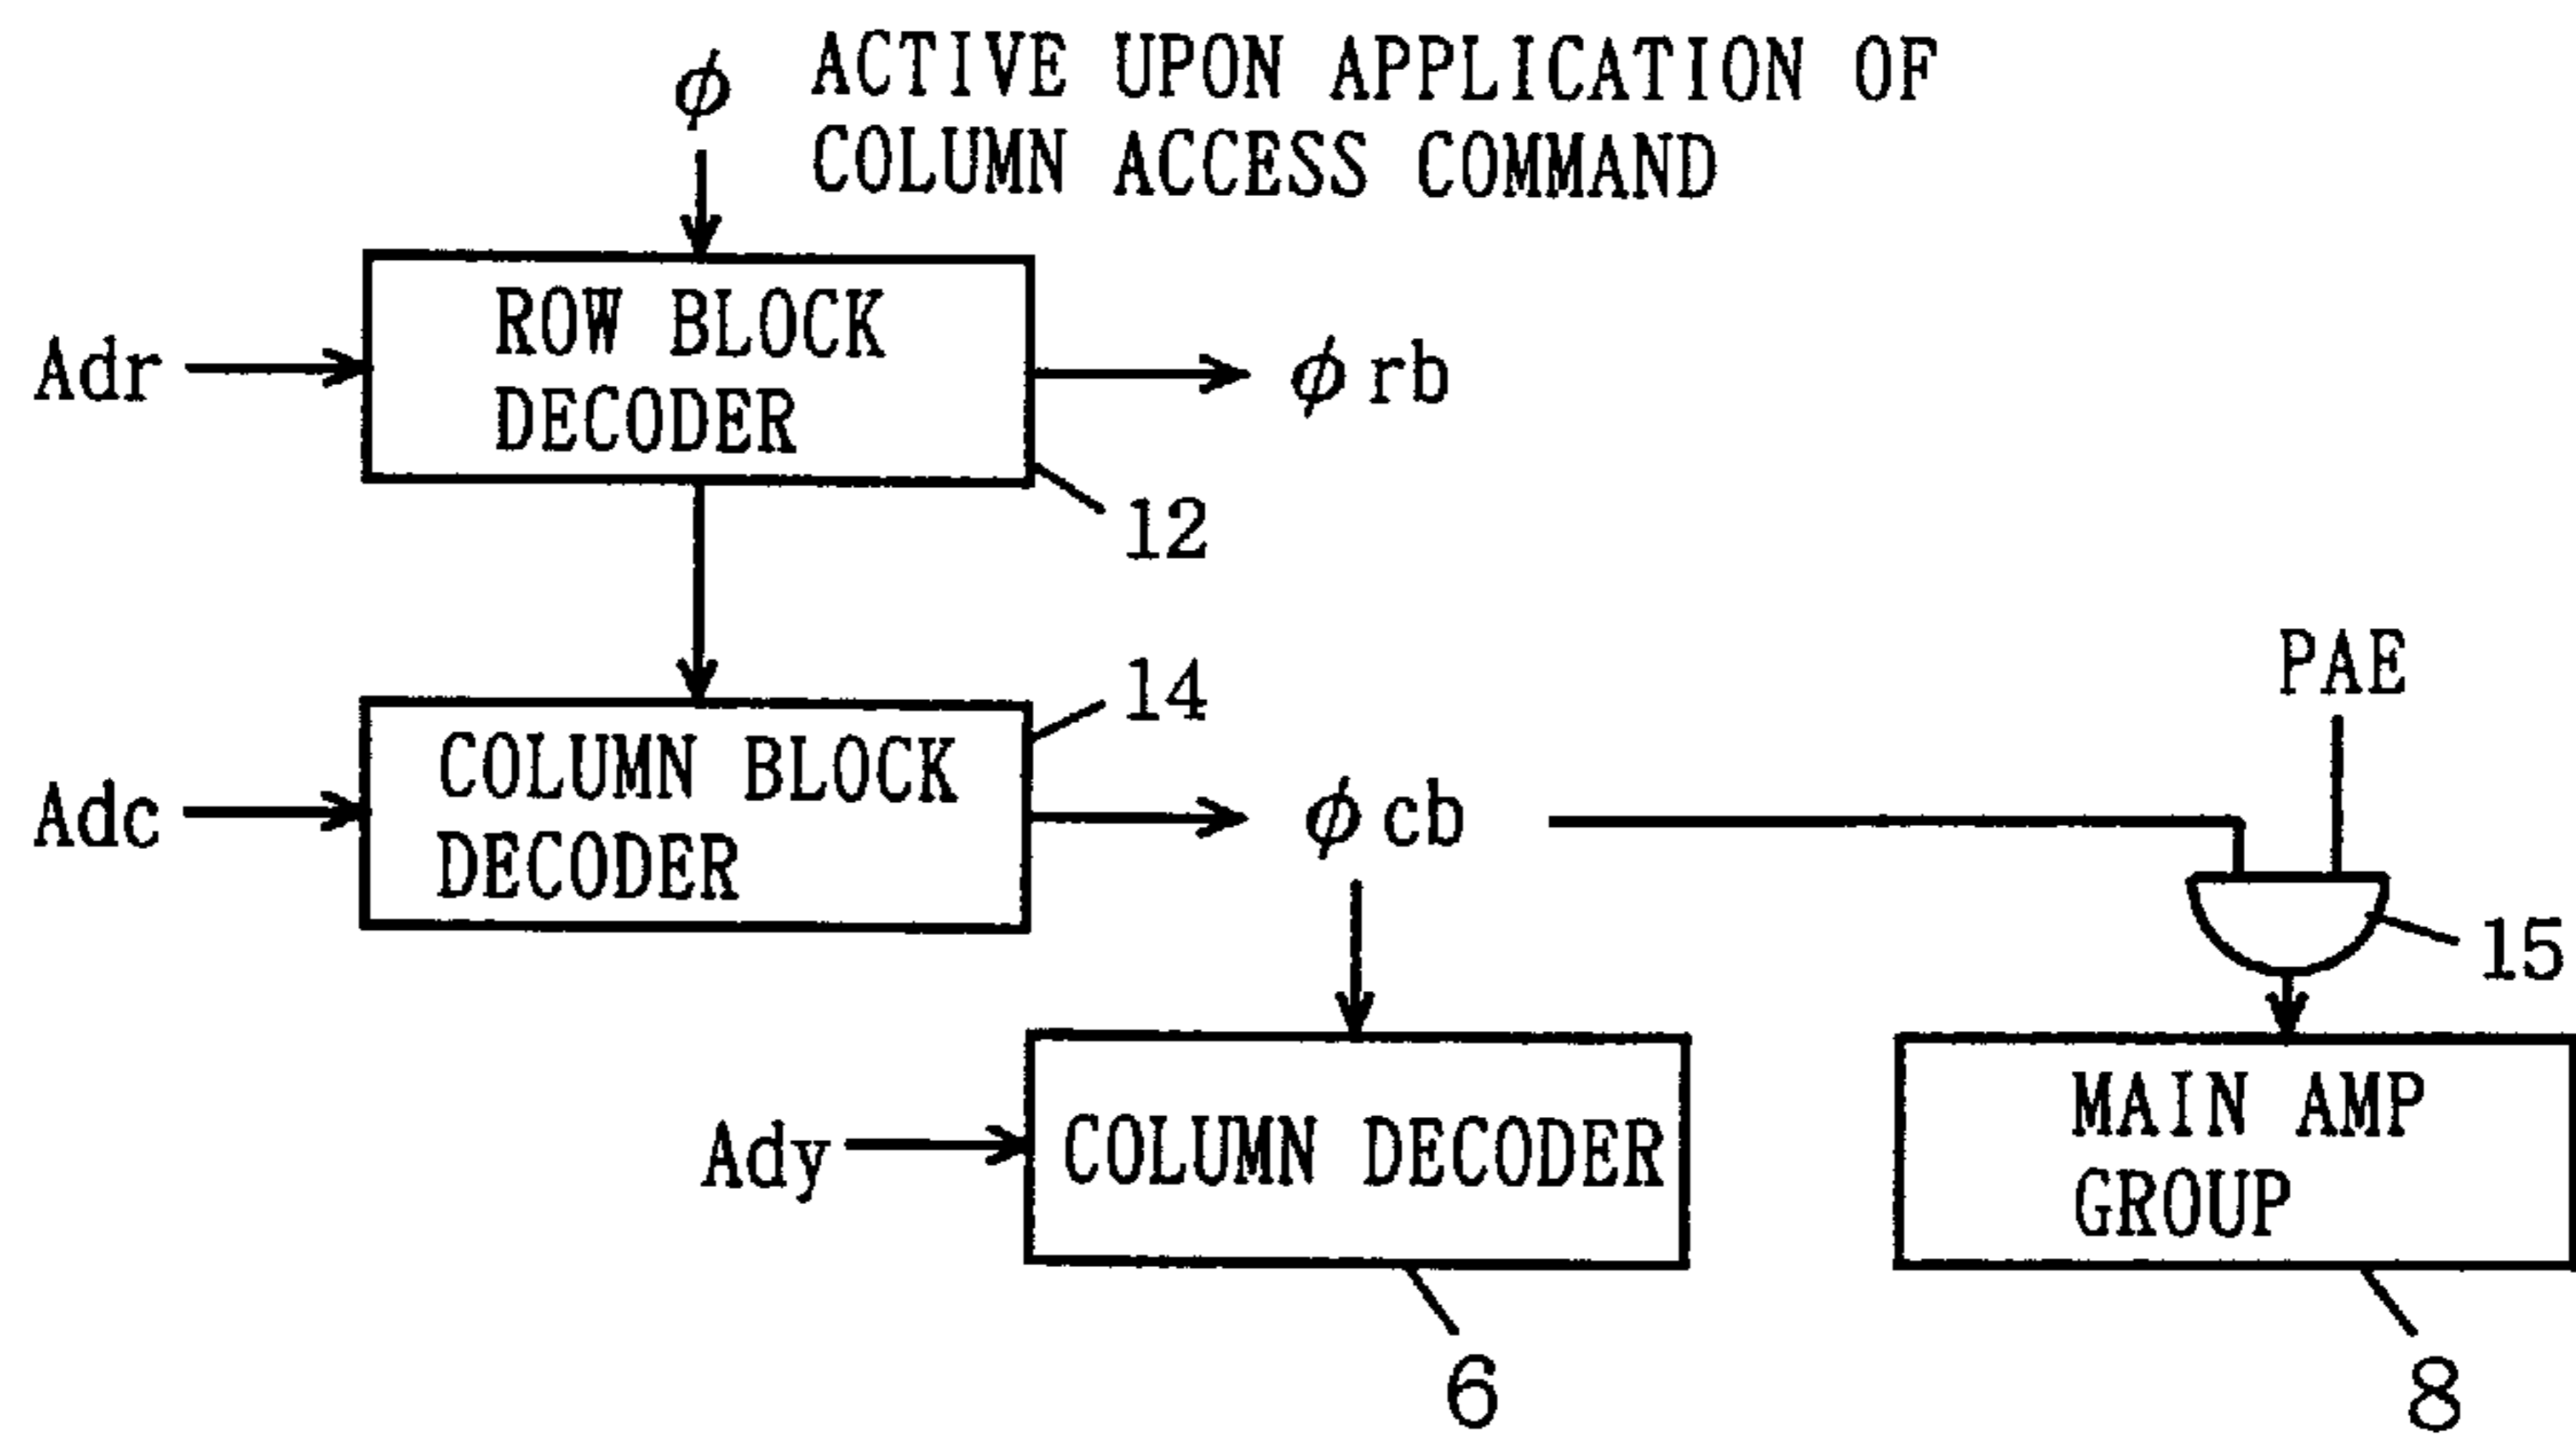 φ ACTIVE UPON APPLICATION OF
COLUMN ACCESS COMMAND
Adr
ROW BLOCK
DECODER
φrb
12
14
Adc
COLUMN BLOCK
DECODER
φcb
PAE
15
Ady
COLUMN DECODER
MAIN AMP
GROUP
6
8